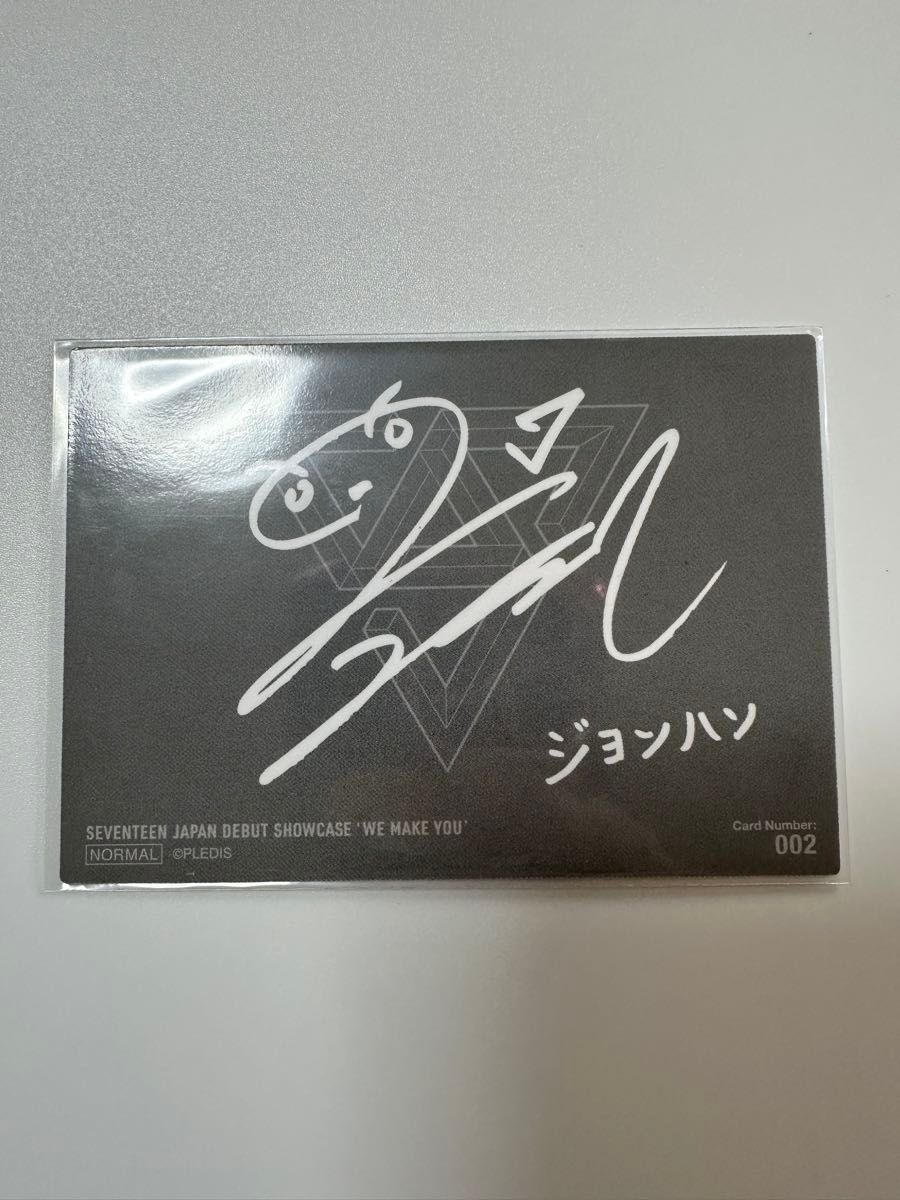 ジョンハン
SEVENTEEN JAPAN DEBUT SHOWCASE 'WE MAKE YOU'
NORMAL ©PLEDIS
Card Number:
002